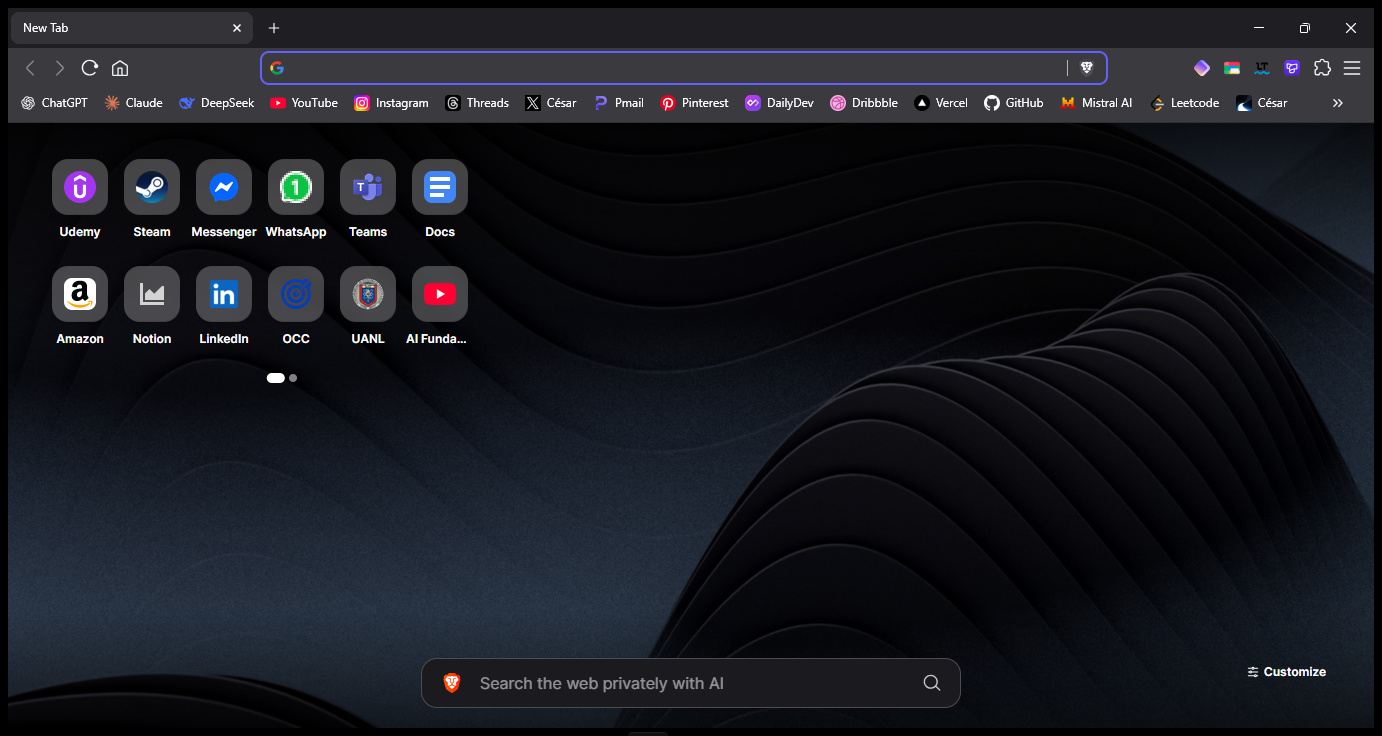 New Tab
ChatGPT Claude DeepSeek YouTube Instagram Threads César Pmail Pinterest DailyDev Dribbble Vercel GitHub Mistral AI Leetcode César
Udemy Steam Messenger WhatsApp Teams Docs
Amazon Notion LinkedIn OCC UANL AI Funda...
Search the web privately with AI
Customize